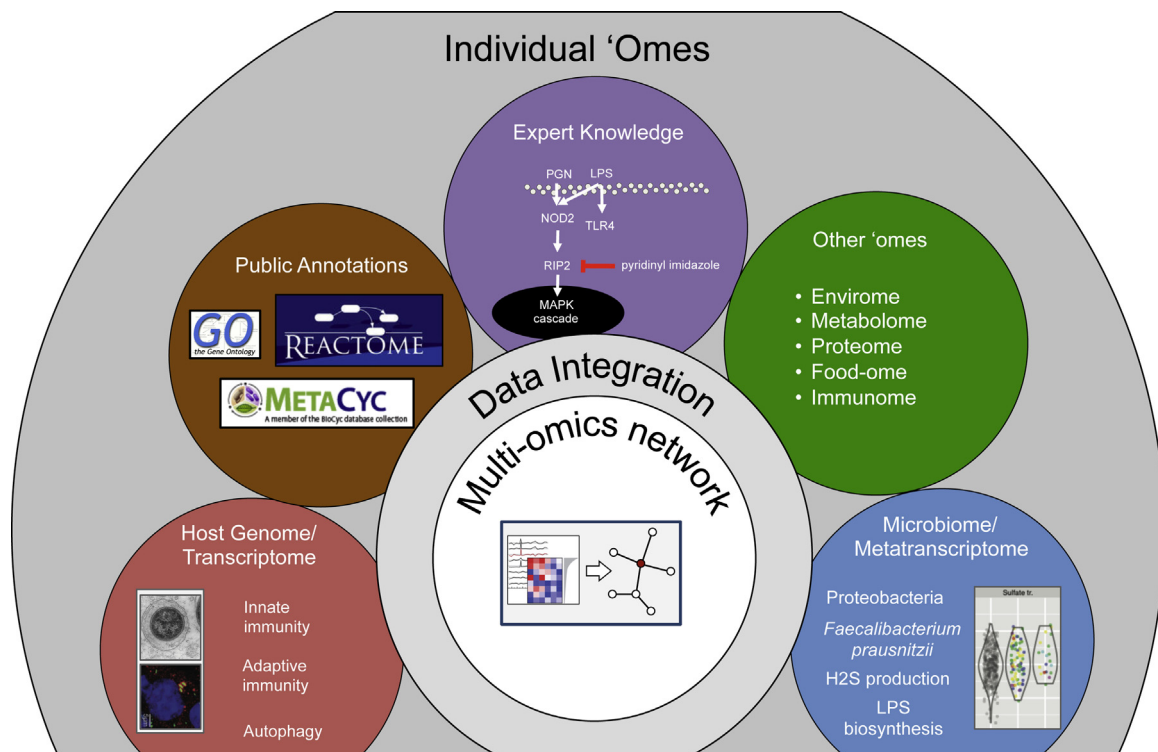 Individual ‘Omes
Expert Knowledge
PGN LPS
NOD2 TLR4
RIP2 pyridinyl imidazole
MAPK
cascade
Public Annotations
GO
the Gene Ontology
REACTOME
METACYC
A member of the BioCyc database collection
Other ‘omes
• Envirome
• Metabolome
• Proteome
• Food-ome
• Immunome
Data Integration
Multi-omics network
Host Genome/
Transcriptome
Innate
immunity
Adaptive
immunity
Autophagy
Microbiome/
Metatranscriptome
Proteobacteria
Faecalibacterium
prausnitzii
H2S production
LPS
biosynthesis
Sulfate tr.